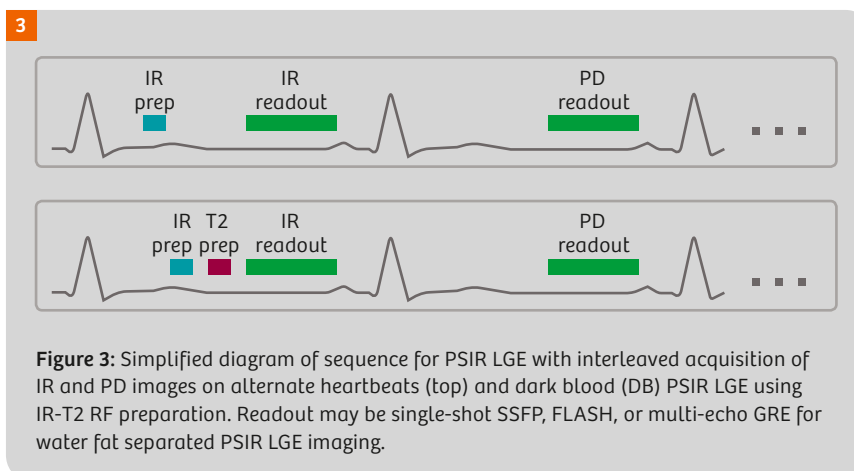 3
IR IR PD
prep readout readout
IR T2 IR PD
prep prep readout readout
Figure 3: Simplified diagram of sequence for PSIR LGE with interleaved acquisition of
IR and PD images on alternate heartbeats (top) and dark blood (DB) PSIR LGE using
IR-T2 RF preparation. Readout may be single-shot SSFP, FLASH, or multi-echo GRE for
water fat separated PSIR LGE imaging.